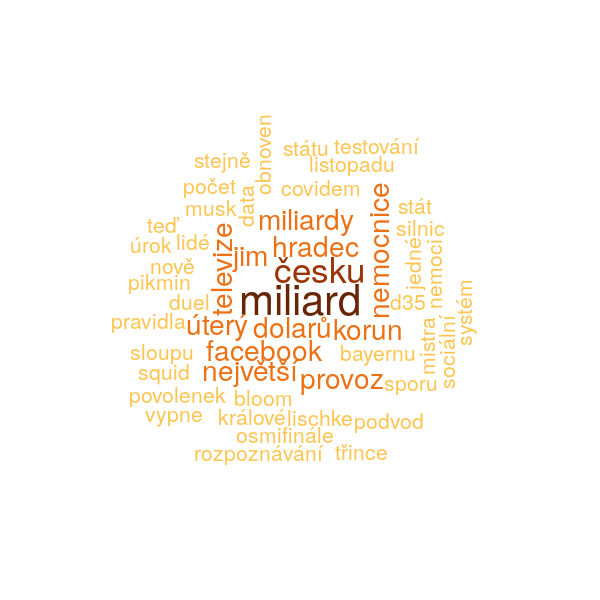 obnoven
státu
testování
stejně
listopadu
počet
data
covidem
nemocnice
musk
miliardy
stát
teď
televize
silnic
úrok
lidé
jim
hradec
jedné
nemoci
nově
česku
pikmin
miliard
duel
d35
systém
pravidla
úterý
dolarů
korun
mistra
sociální
sloupu
facebook
bayernu
squid
největší
provoz
sporu
povolenek
bloom
vypne
králové
lischke
podvod
osmifinále
rozpoznávání
třince